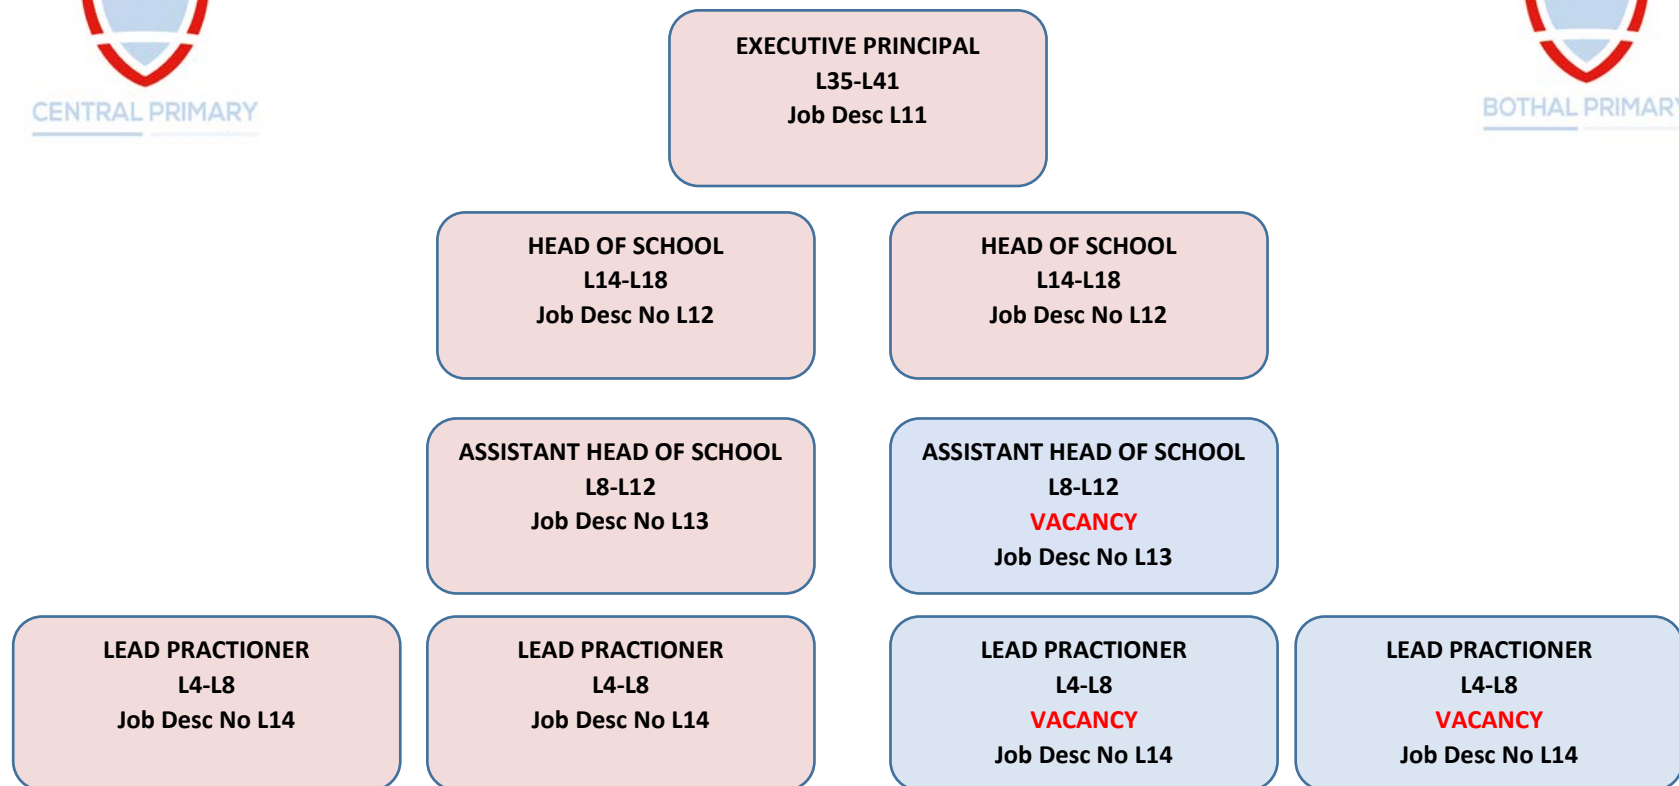 CENTRAL PRIMARY
BOTHAL PRIMARY
EXECUTIVE PRINCIPAL
L35-L41
Job Desc L11
HEAD OF SCHOOL
L14-L18
Job Desc No L12
HEAD OF SCHOOL
L14-L18
Job Desc No L12
ASSISTANT HEAD OF SCHOOL
L8-L12
Job Desc No L13
ASSISTANT HEAD OF SCHOOL
L8-L12
VACANCY
Job Desc No L13
LEAD PRACTIONER
L4-L8
Job Desc No L14
LEAD PRACTIONER
L4-L8
Job Desc No L14
LEAD PRACTIONER
L4-L8
VACANCY
Job Desc No L14
LEAD PRACTIONER
L4-L8
VACANCY
Job Desc No L14